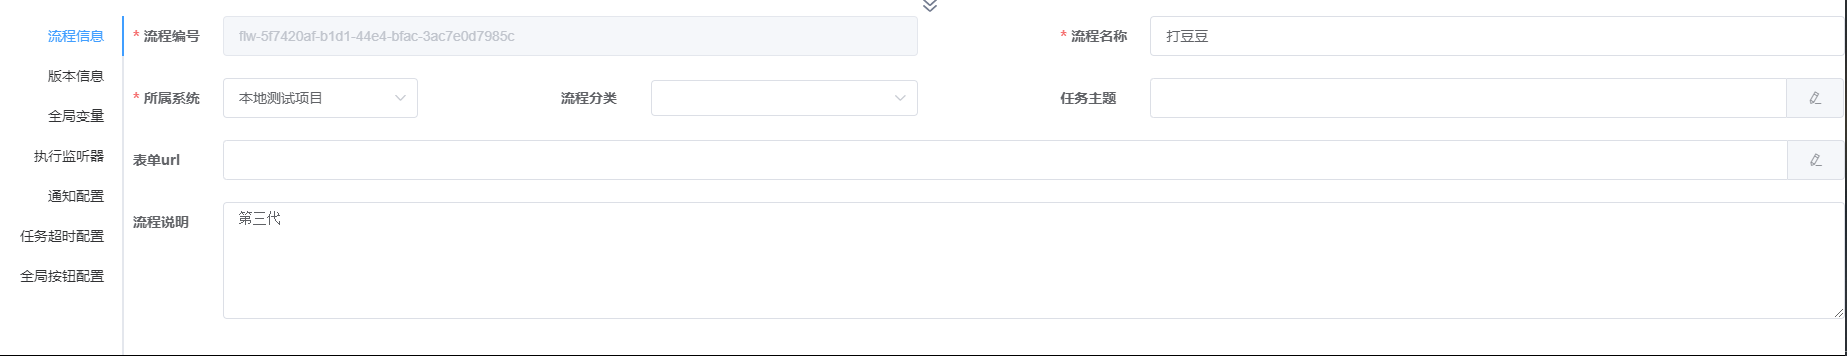 流程信息
版本信息
全局变量
执行监听器
通知配置
任务超时配置
全局按钮配置
* 流程编号 flw-5f7420af-b1d1-44e4-bfac-3ac7e0d7985c * 流程名称 打豆豆
* 所属系统 本地测试项目 流程分类 任务主题
表单url
流程说明 第三代